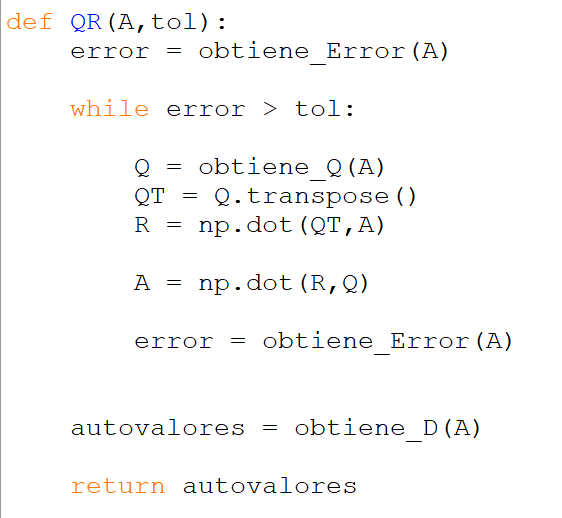 def QR(A,tol):
    error = obtiene_Error(A)
    while error > tol:
        Q = obtiene_Q(A)
        QT = Q.transpose()
        R = np.dot(QT,A)
        A = np.dot(R,Q)
        error = obtiene_Error(A)
    autovalores = obtiene_D(A)
    return autovalores